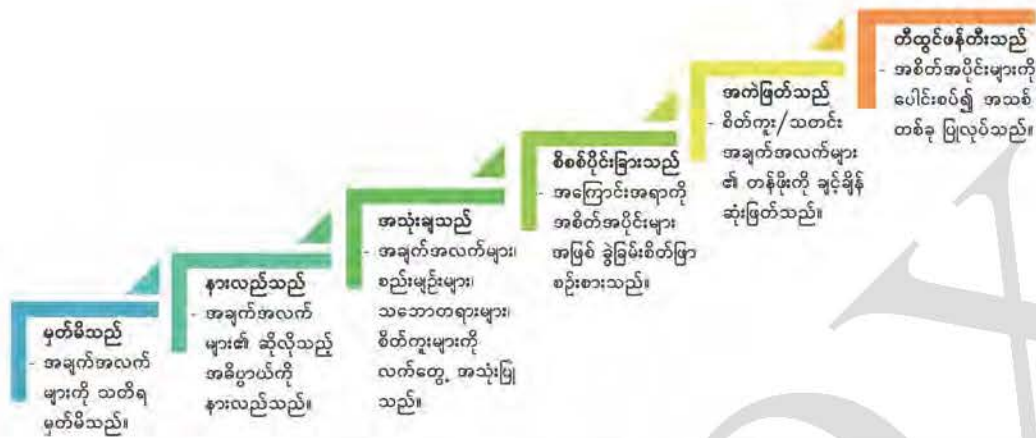 မှတ်မိသည်
- အချက်အလက်
များကို သတိရ
မှတ်မိသည်။
နားလည်သည်
- အချက်အလက်
များ၏ ဆိုလိုသည့်
အဓိပ္ပာယ်ကို
နားလည်သည်။
အသုံးချသည်
- အချက်အလက်များ၊
စည်းမျဉ်းများ၊
သဘောတရားများ၊
စိတ်ကူးများကို
လက်တွေ့ အသုံးပြု
သည်။
စိစစ်ပိုင်းခြားသည်
- အကြောင်းအရာကို
အစိတ်အပိုင်းများ
အဖြစ် ခွဲခြမ်းစိတ်ဖြာ
စဉ်းစားသည်။
အကဲဖြတ်သည်
- စိတ်ကူး/သတင်း
အချက်အလက်များ
၏ တန်ဖိုးကို ချင့်ချိန်
ဆုံးဖြတ်သည်။
တီထွင်ဖန်တီးသည်
- အစိတ်အပိုင်းများကို
ပေါင်းစပ်၍ အသစ်
တစ်ခု ပြုလုပ်သည်။